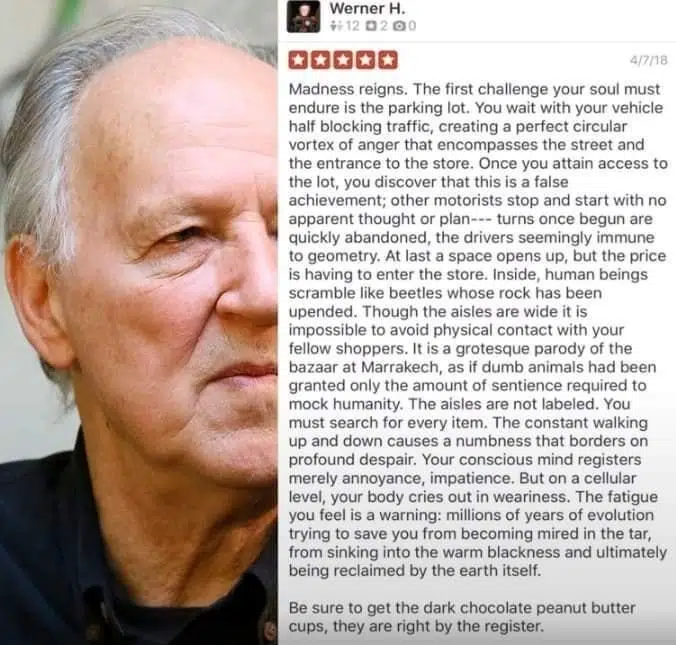 Werner H.
12 2 0
4/7/18
Madness reigns. The first challenge your soul must
endure is the parking lot. You wait with your vehicle
half blocking traffic, creating a perfect circular
vortex of anger that encompasses the street and
the entrance to the store. Once you attain access to
the lot, you discover that this is a false
achievement; other motorists stop and start with no
apparent thought or plan--- turns once begun are
quickly abandoned, the drivers seemingly immune
to geometry. At last a space opens up, but the price
is having to enter the store. Inside, human beings
scramble like beetles whose rock has been
upended. Though the aisles are wide it is
impossible to avoid physical contact with your
fellow shoppers. It is a grotesque parody of the
bazaar at Marrakech, as if dumb animals had been
granted only the amount of sentience required to
mock humanity. The aisles are not labeled. You
must search for every item. The constant walking
up and down causes a numbness that borders on
profound despair. Your conscious mind registers
merely annoyance, impatience. But on a cellular
level, your body cries out in weariness. The fatigue
you feel is a warning: millions of years of evolution
trying to save you from becoming mired in the tar,
from sinking into the warm blackness and ultimately
being reclaimed by the earth itself.
Be sure to get the dark chocolate peanut butter
cups, they are right by the register.